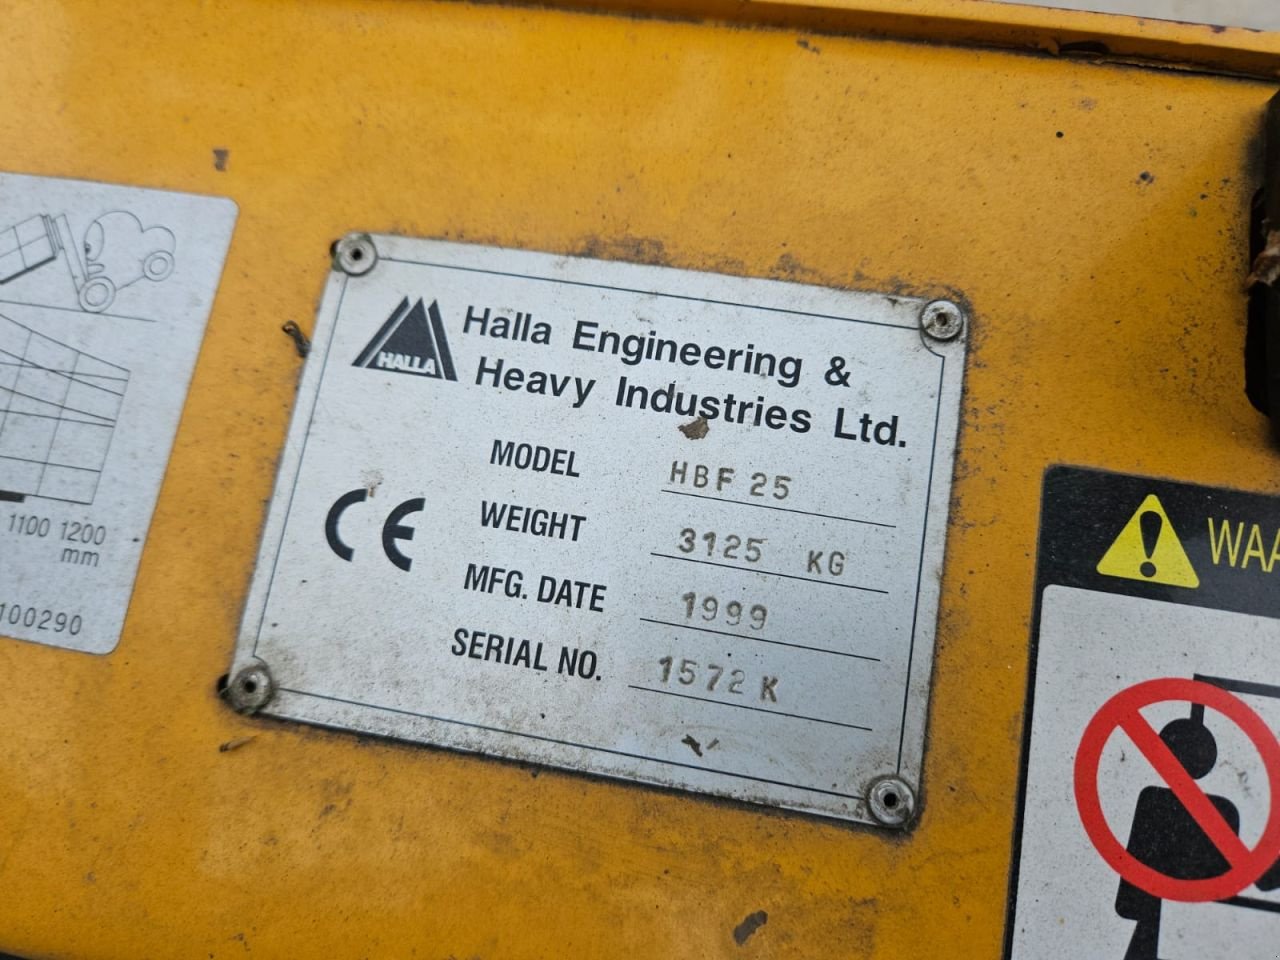 1100 1200
mm
100290
HALLA
Halla Engineering &
Heavy Industries Ltd.
CE
MODEL HBF 25
WEIGHT 3125 KG
MFG. DATE 1999
SERIAL NO. 1572 K
WAA